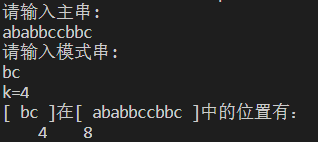 请输入主串:
ababbccbbc
请输入模式串:
bc
k=4
[ bc ]在[ ababbccbbc ]中的位置有:
    4    8